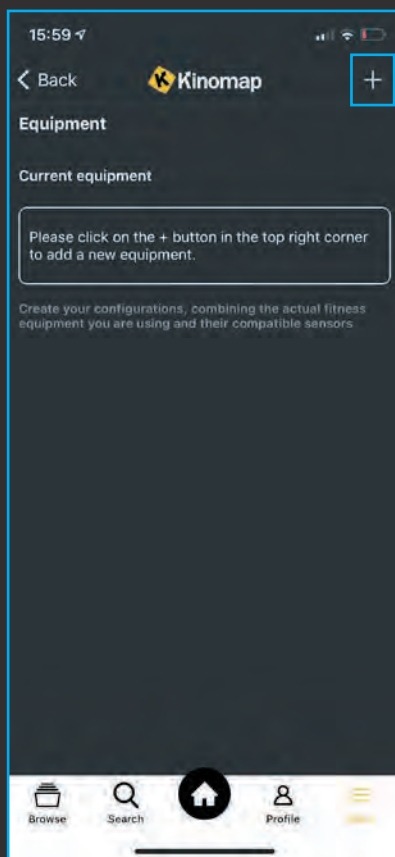 15:59
Back
Kinomap
+
Equipment
Current equipment
Please click on the + button in the top right corner
to add a new equipment.
Create your configurations, combining the actual fitness
equipment you are using and their compatible sensors
Browse
Search
Profile